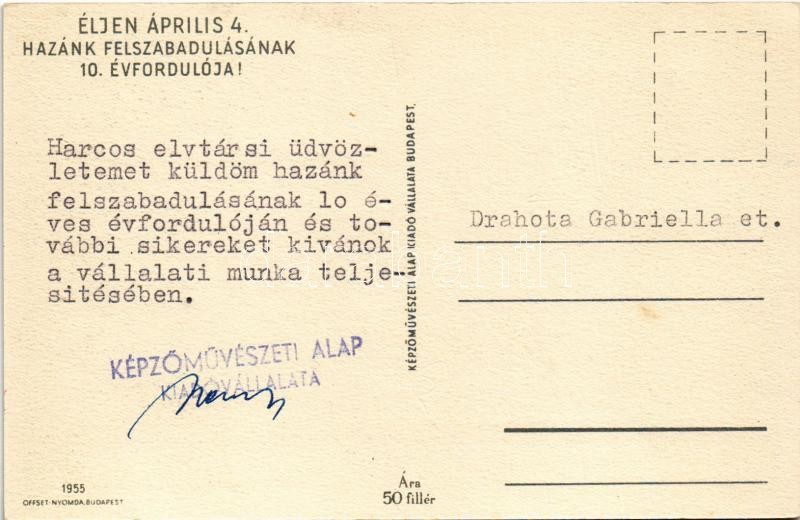 ÉLJEN ÁPRILIS 4.
HAZÁNK FELSZABADULÁSÁNAK
10. ÉVFORDULÓJA!
Harcos elvtársi üdvöz-
letemet küldöm hazánk
felszabadulásának lo é-
ves évfordulóján és to-
vábbi sikereket kivánok
a vállalati munka telje-
sitésében.
KÉPZŐMŰVÉSZETI ALAP
KIADÓVÁLLALATA
1955
OFFSET-NYOMDA, BUDAPEST
KÉPZŐMŰVÉSZETI ALAP KIADÓ VÁLLALATA BUDAPEST.
Ára
50 fillér
Drahota Gabriella et.